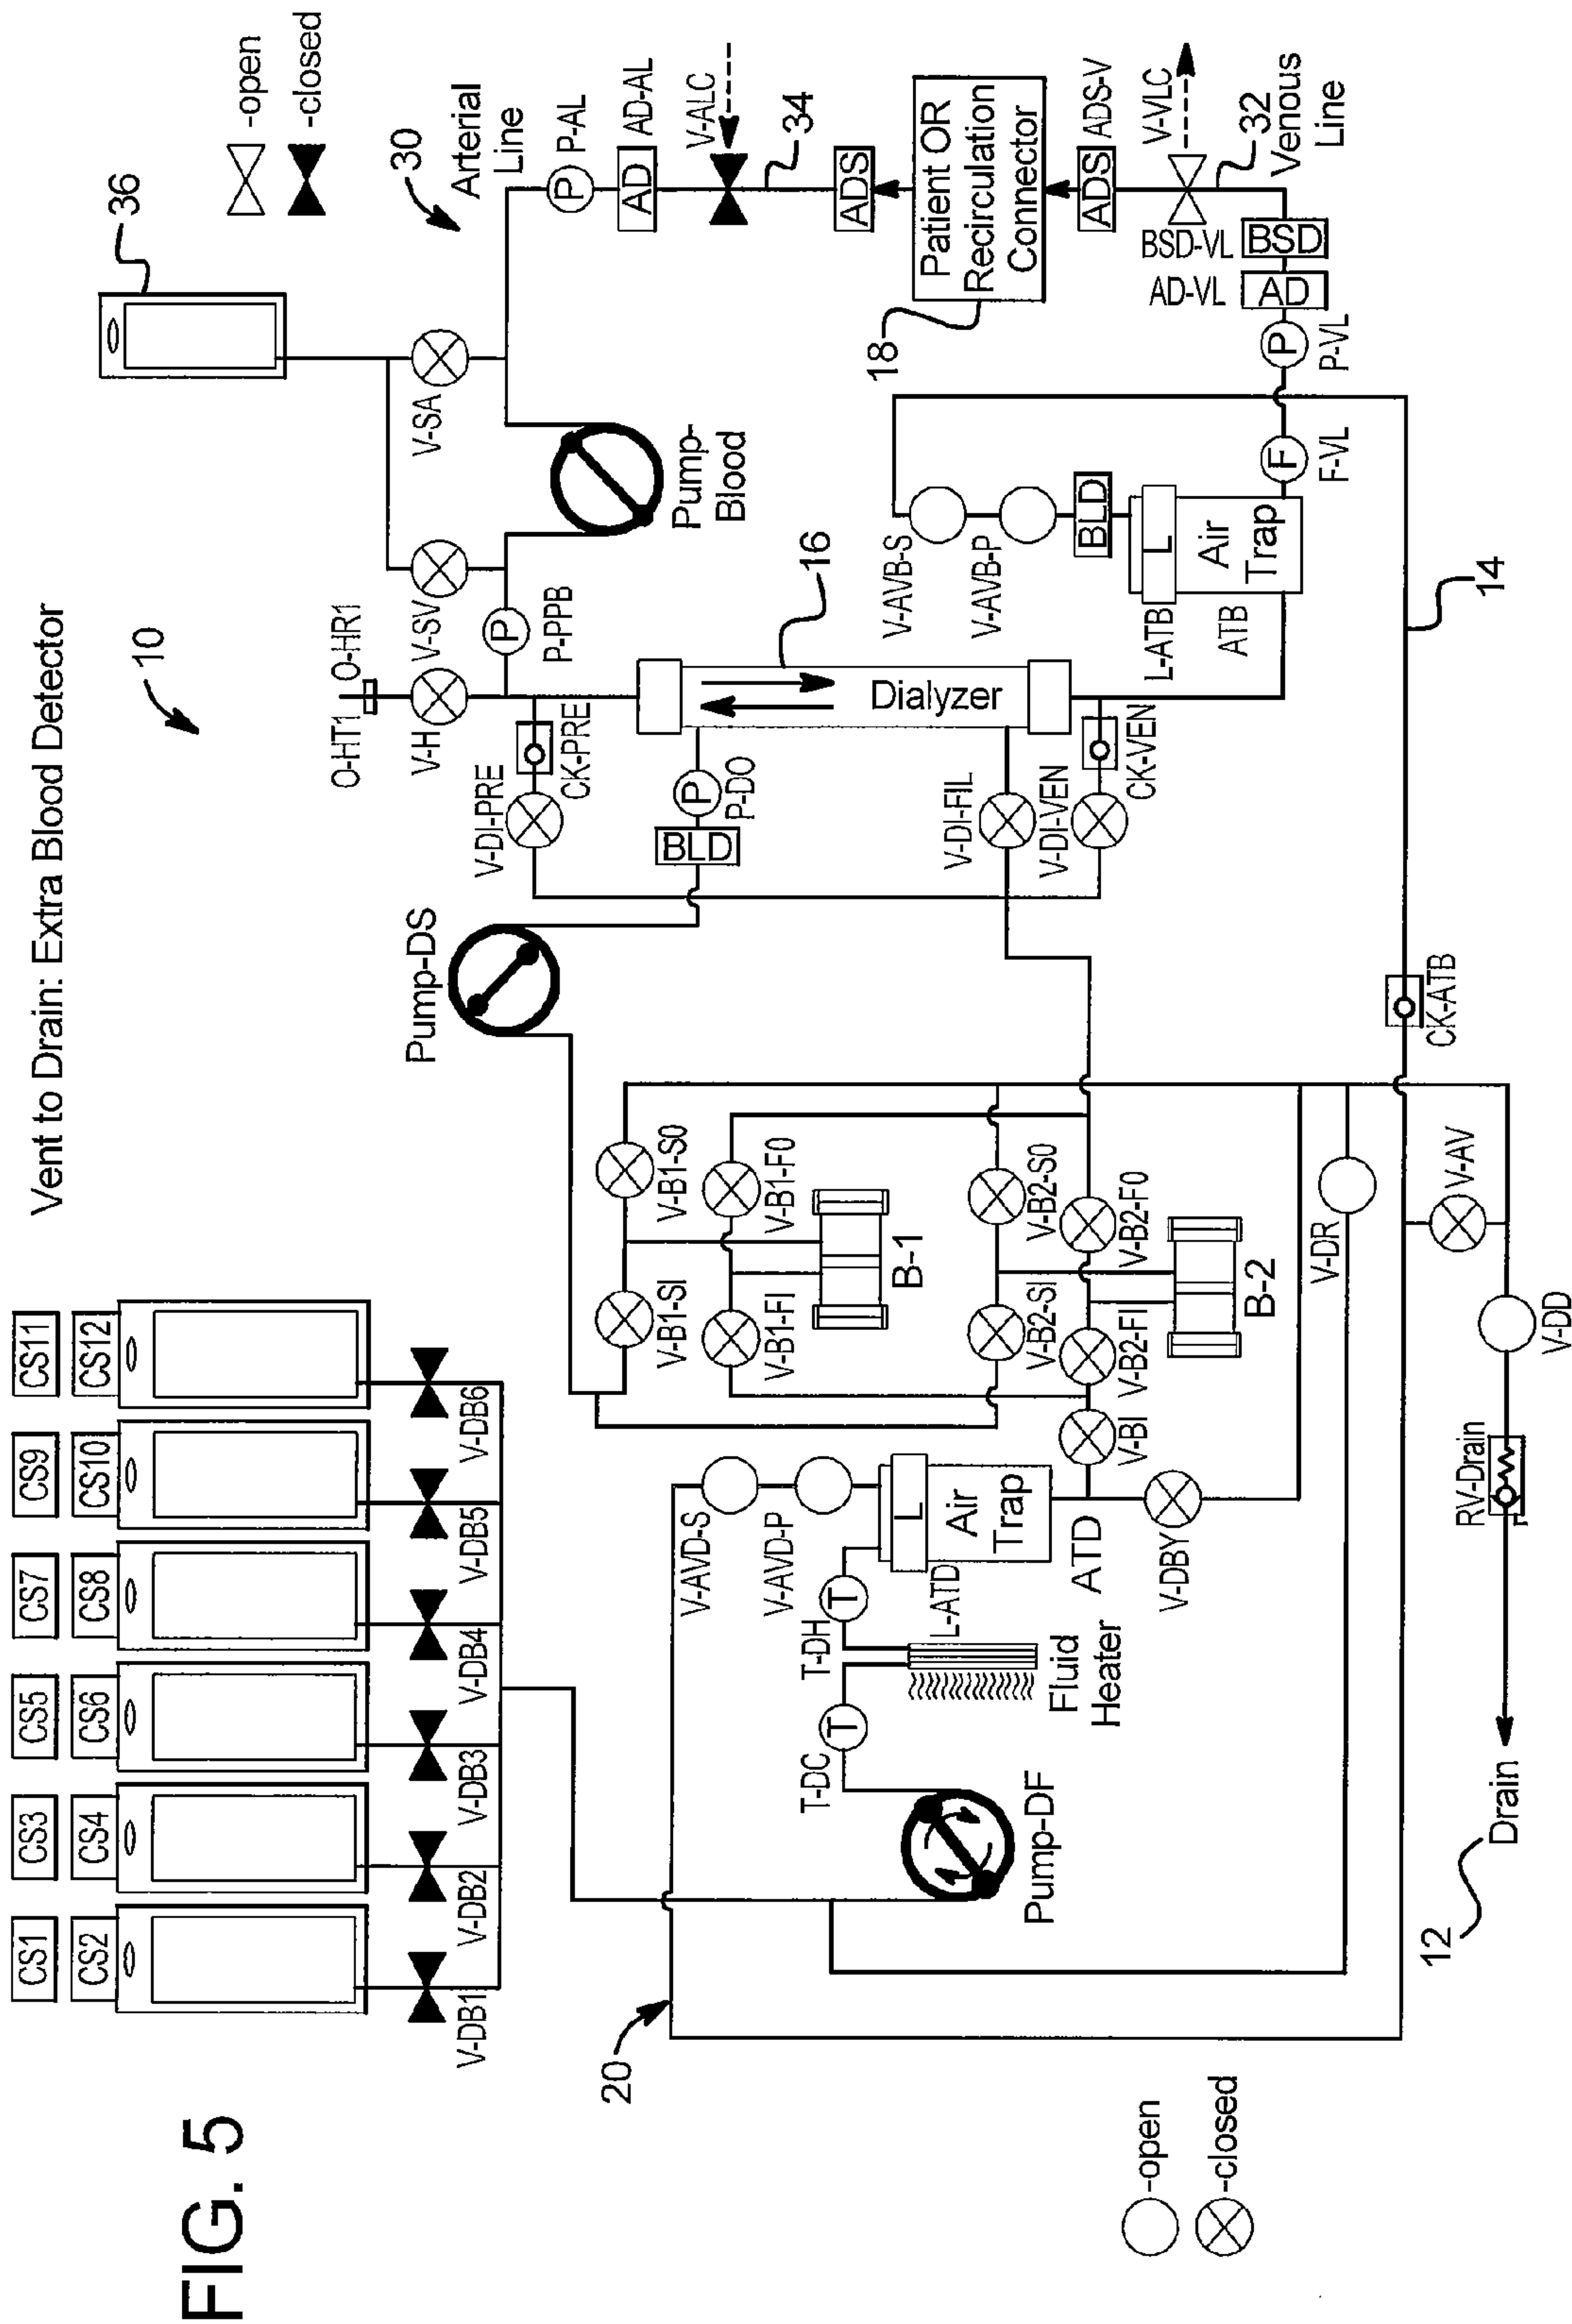 FIG. 5
Vent to Drain: Extra Blood Detector
10
CS1
CS2
CS3
CS4
CS5
CS6
CS7
CS8
CS9
CS10
CS11
CS12
V-DB1
V-DB2
V-DB3
V-DB4
V-DB5
V-DB6
36
-open
-closed
30
Arterial
Line
P
P-AL
AD
AD-AL
V-ALC
34
ADS
Patient OR
Recirculation
Connector
18
ADS
ADS-V
V-VLC
32
Venous
Line
BSD-VL
BSD
AD-VL
AD
P
P-VL
F
F-VL
V-SA
V-SV
Pump-
Blood
O-HT1
O-HR1
V-H
P
P-PPB
V-DI-PRE
CK-PRE
16
Dialyzer
P
P-DO
BLD
V-DI-FIL
V-DI-VEN
CK-VEN
V-AVB-S
V-AVB-P
BLD
L
Air
Trap
L-ATB
ATB
14
CK-ATB
Pump-DS
V-B1-S0
V-B1-SI
V-B1-F0
V-B1-FI
B-1
V-B2-S0
V-B2-SI
V-B2-F0
V-B2-FI
B-2
V-BI
V-DBY
V-DR
V-AV
V-DD
RV-Drain
Drain
12
V-AVD-S
V-AVD-P
L
Air
Trap
L-ATD
ATD
T
T-DH
T
T-DC
Fluid
Heater
Pump-DF
20
-open
-closed